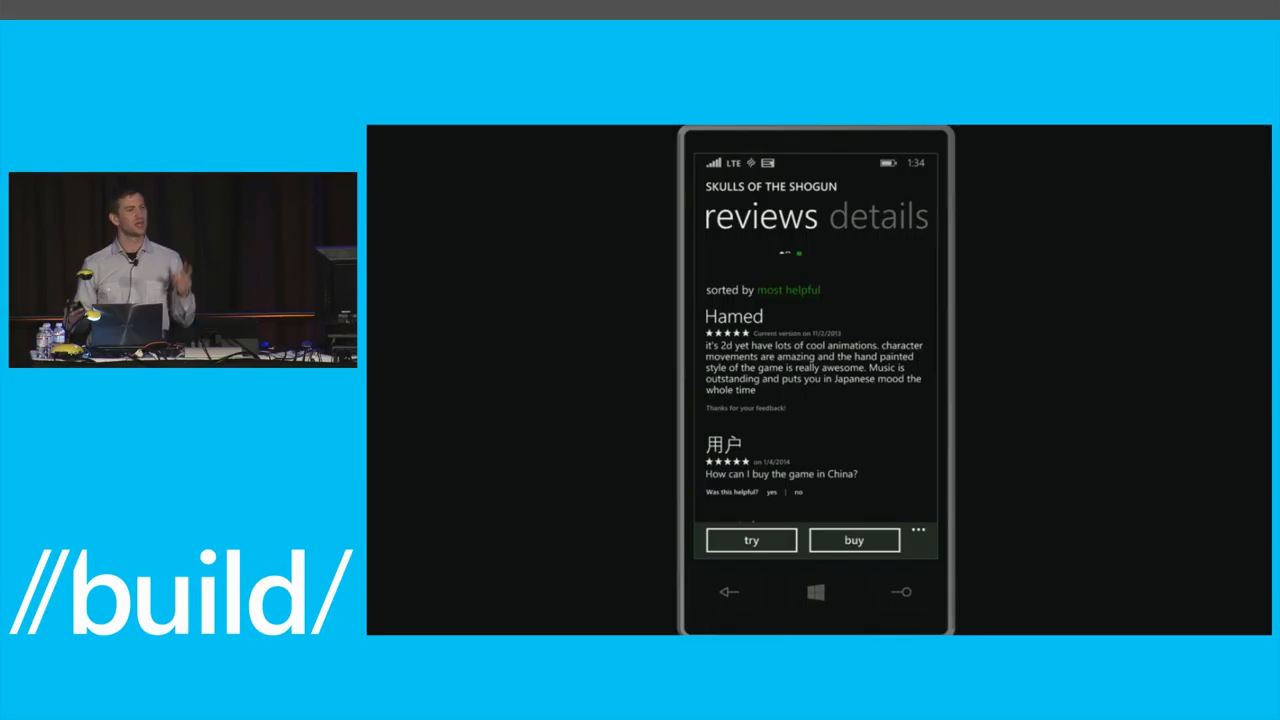 LTE 1:34
SKULLS OF THE SHOGUN
reviews details
sorted by most helpful
Hamed
Current version on 11/2/2013
it's 2d yet have lots of cool animations. character
movements are amazing and the hand painted
style of the game is really awesome. Music is
outstanding and puts you in Japanese mood the
whole time
Thanks for your feedback!
用户
on 1/4/2014
How can I buy the game in China?
Was this helpful? yes | no
try buy
//build/